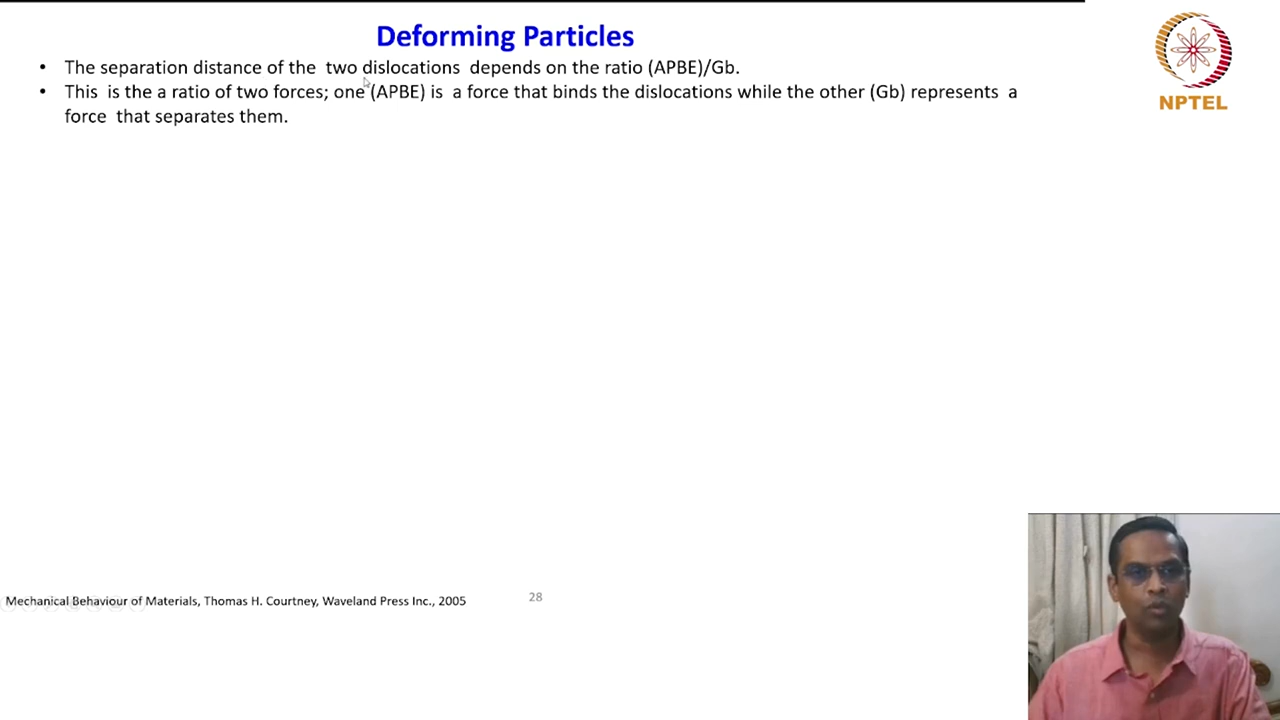 Deforming Particles
• The separation distance of the two dislocations depends on the ratio (APBE)/Gb.
• This is the a ratio of two forces; one (APBE) is a force that binds the dislocations while the other (Gb) represents a
force that separates them.
NPTEL
Mechanical Behaviour of Materials, Thomas H. Courtney, Waveland Press Inc., 2005
28